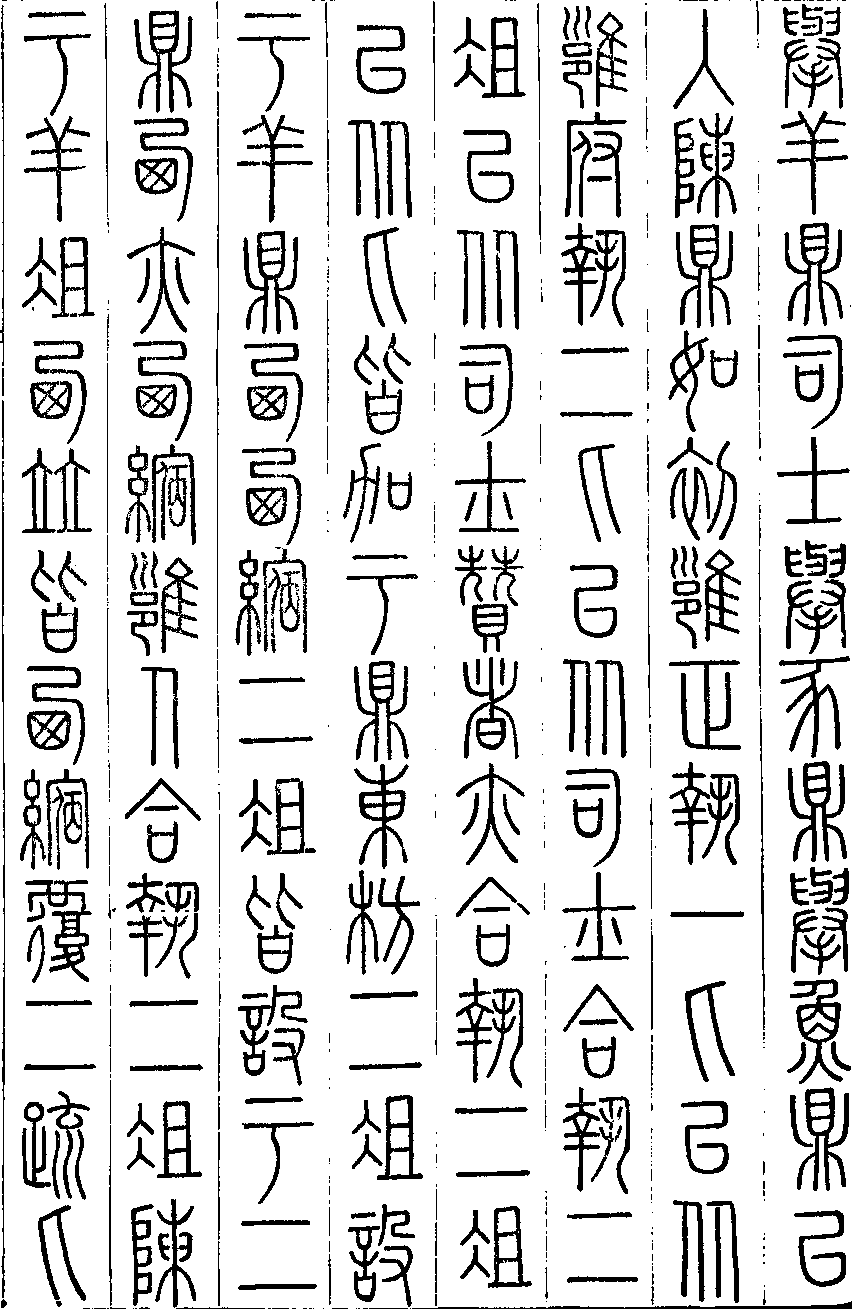 舉羊鼎司士舉豕鼎舉魚鼎以
入陳鼎如初雍正執一匕以从
雍府執二匕以从司士合執二
俎以从司士贊者亦合執二俎
以从匕皆加于鼎東枋二俎設
于羊鼎西西縮二俎皆設于二
鼎西亦西縮雍人合執二俎陳
于羊俎西並皆西縮覆二疏匕